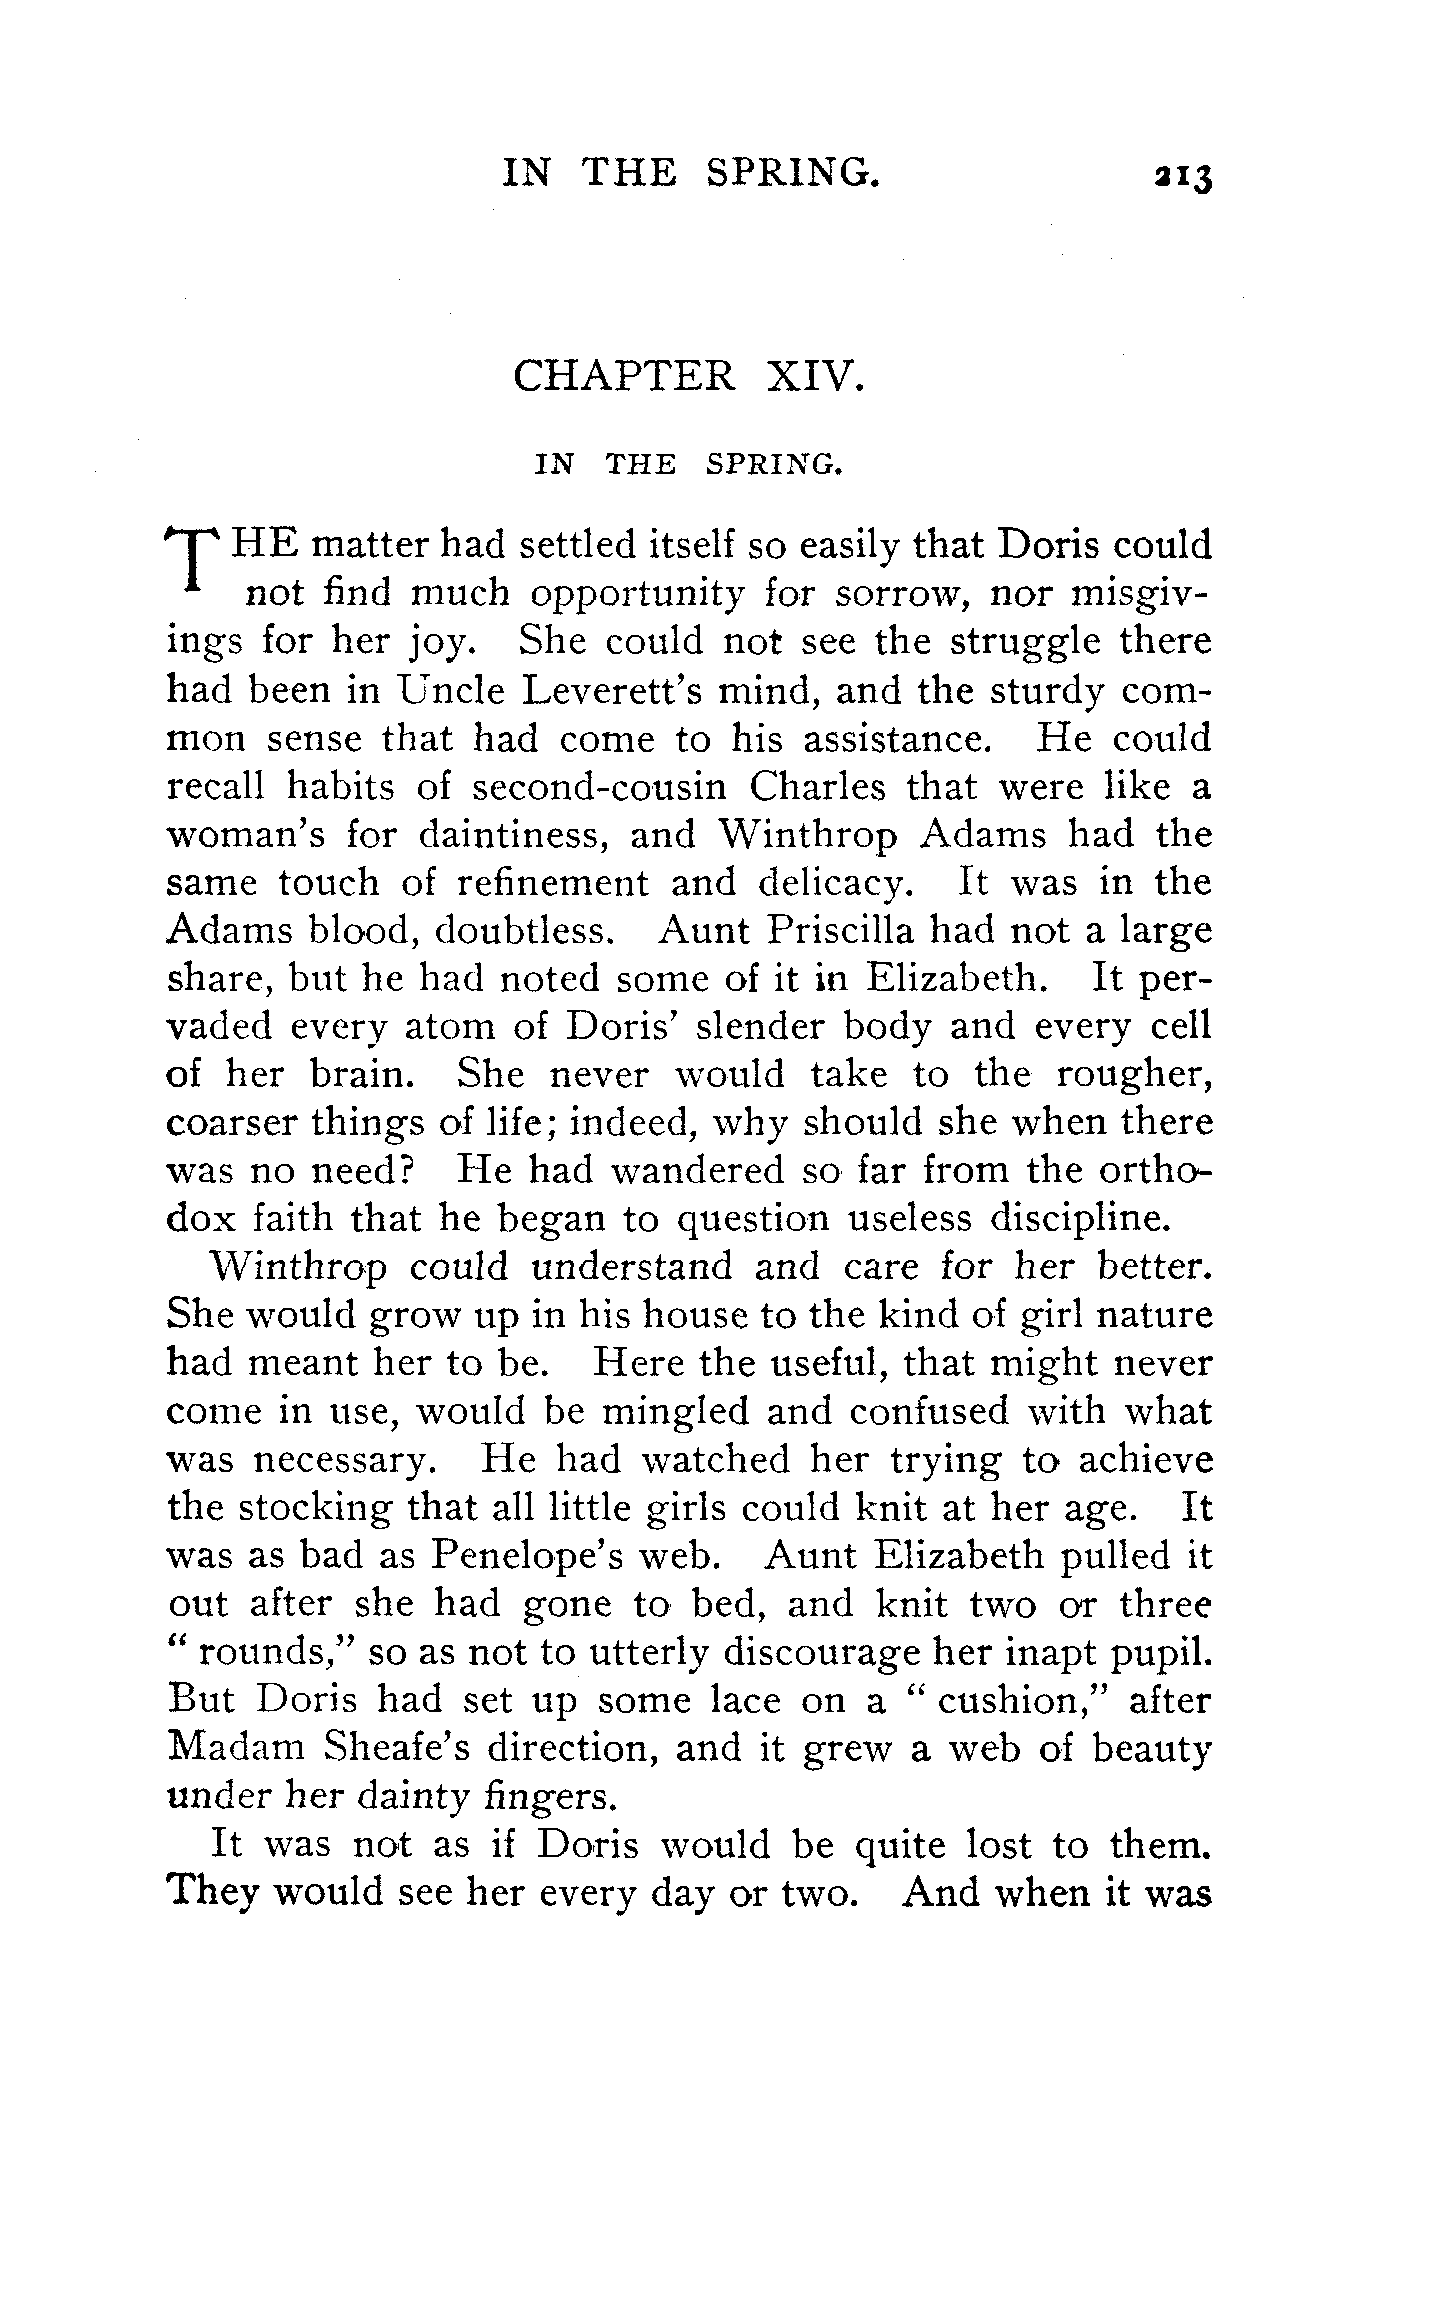 IN THE SPRING. 213
CHAPTER XIV.
IN THE SPRING.
THE matter had settled itself so easily that Doris could
not find much opportunity for sorrow, nor misgiv-
ings for her joy. She could not see the struggle there
had been in Uncle Leverett's mind, and the sturdy com-
mon sense that had come to his assistance. He could
recall habits of second-cousin Charles that were like a
woman's for daintiness, and Winthrop Adams had the
same touch of refinement and delicacy. It was in the
Adams blood, doubtless. Aunt Priscilla had not a large
share, but he had noted some of it in Elizabeth. It per-
vaded every atom of Doris' slender body and every cell
of her brain. She never would take to the rougher,
coarser things of life; indeed, why should she when there
was no need? He had wandered so far from the ortho-
dox faith that he began to question useless discipline.
Winthrop could understand and care for her better.
She would grow up in his house to the kind of girl nature
had meant her to be. Here the useful, that might never
come in use, would be mingled and confused with what
was necessary. He had watched her trying to achieve
the stocking that all little girls could knit at her age. It
was as bad as Penelope's web. Aunt Elizabeth pulled it
out after she had gone to bed, and knit two or three
" rounds," so as not to utterly discourage her inapt pupil.
But Doris had set up some lace on a " cushion," after
Madam Sheafe's direction, and it grew a web of beauty
under her dainty fingers.
It was not as if Doris would be quite lost to them.
They would see her every day or two. And when it was